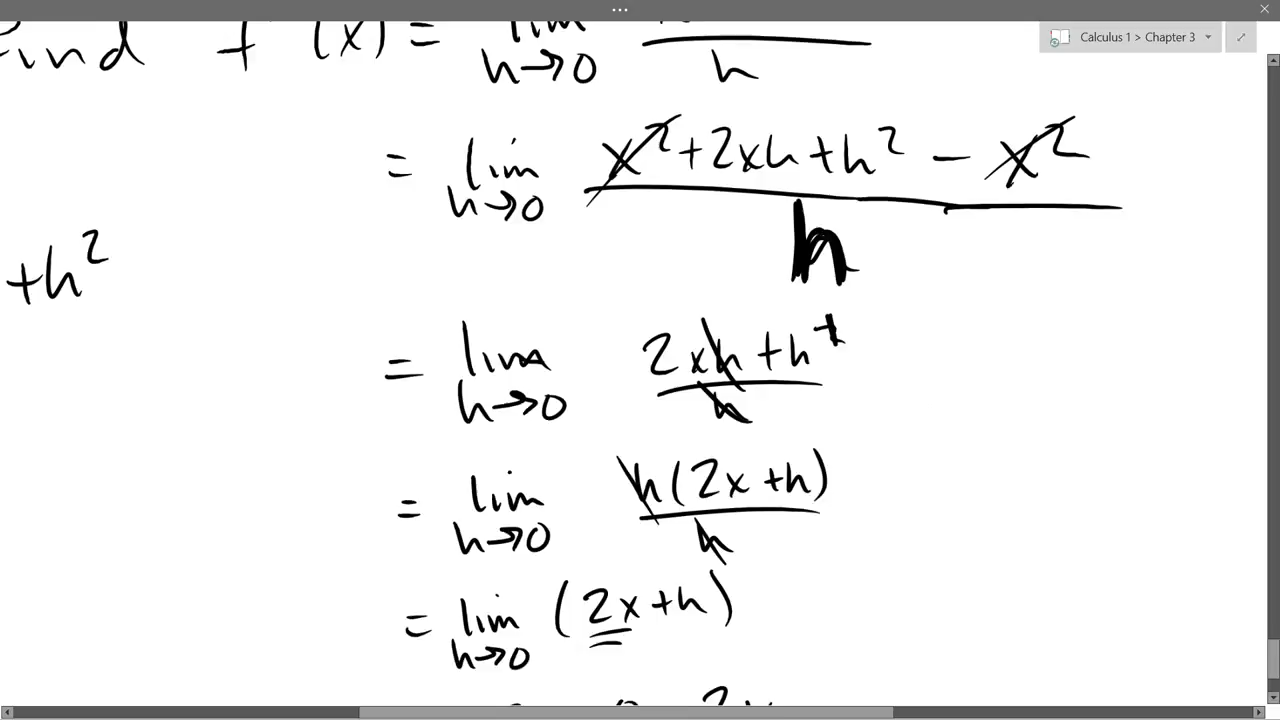 Calculus 1 > Chapter 3
Find f'(x) = lim
h→0 h
= lim x² + 2xh + h² - x²
h→0 h
+h²
= lim 2xh + h
h→0 h
= lim h(2x + h)
h→0 h
= lim (2x + h)
h→0
2x